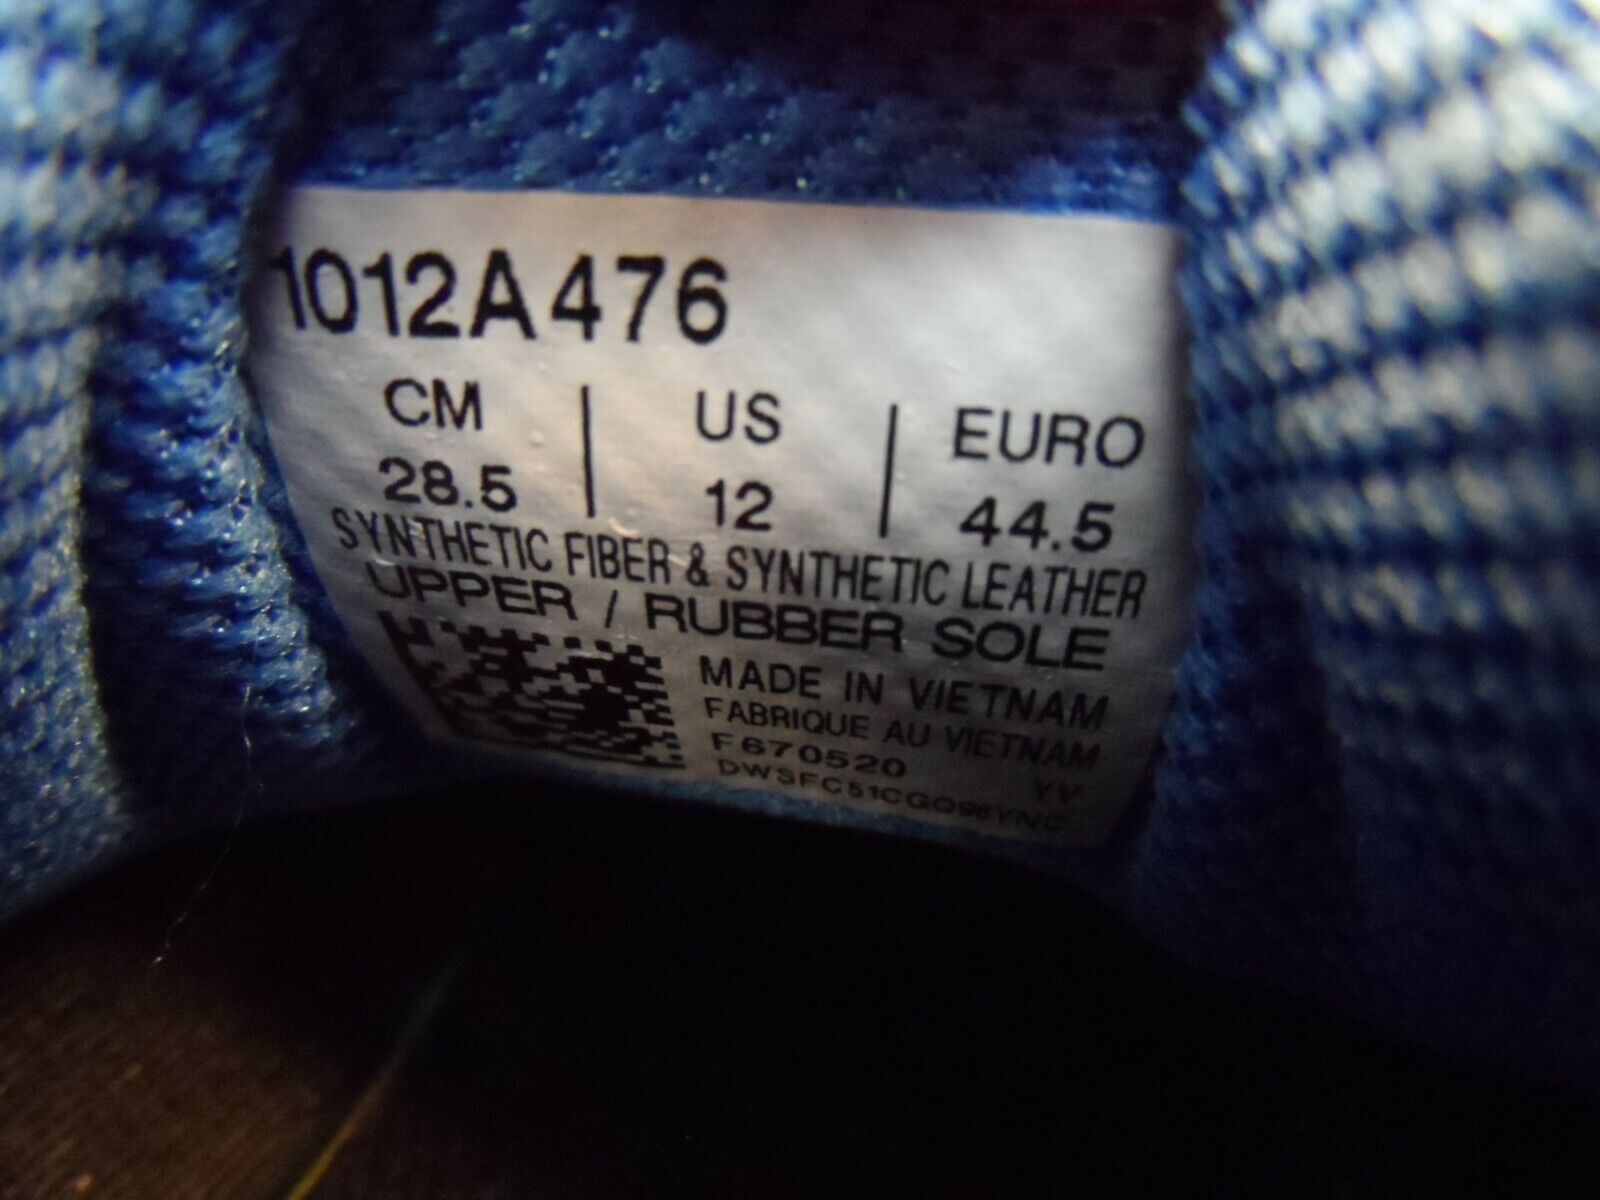 1012A476
CM | US | EURO
28.5 | 12 | 44.5
SYNTHETIC FIBER & SYNTHETIC LEATHER
UPPER / RUBBER SOLE
MADE IN VIETNAM
FABRIQUE AU VIETNAM
F670520 YY